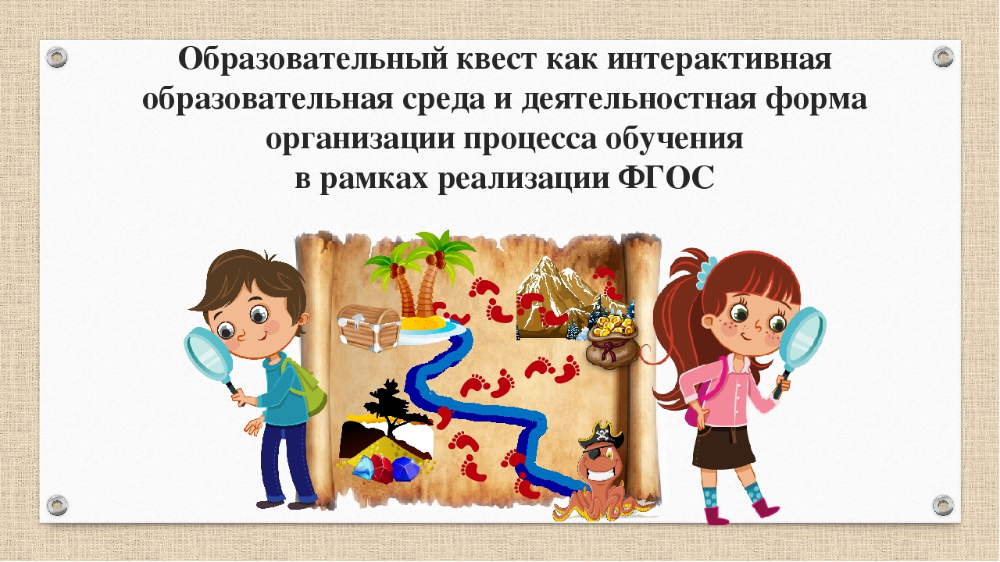 Образовательный квест как интерактивная
образовательная среда и деятельностная форма
организации процесса обучения
в рамках реализации ФГОС